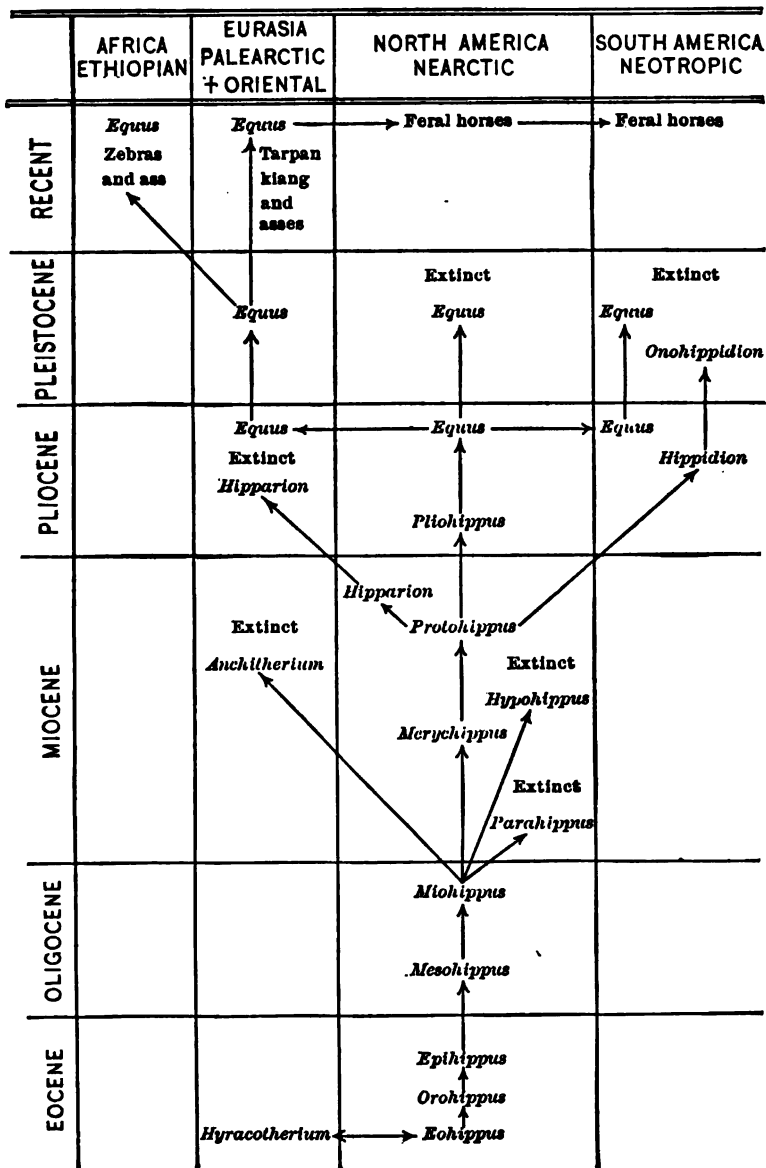 AFRICA
ETHIOPIAN
EURASIA
PALEARCTIC
+ ORIENTAL
NORTH AMERICA
NEARCTIC
SOUTH AMERICA
NEOTROPIC
RECENT
Equus
Zebras
and ass
Equus
Tarpan
kiang
and
asses
Feral horses
Feral horses
PLEISTOCENE
Equus
Extinct
Equus
Extinct
Equus
Onohippidion
PLIOCENE
Equus
Extinct
Hipparion
Equus
Pliohippus
Equus
Hippidion
MIOCENE
Extinct
Anchitherium
Hipparion
Protohippus
Extinct
Hypohippus
Merychippus
Extinct
Parahippus
OLIGOCENE
Miohippus
Mesohippus
EOCENE
Epihippus
Orohippus
Hyracotherium
Eohippus